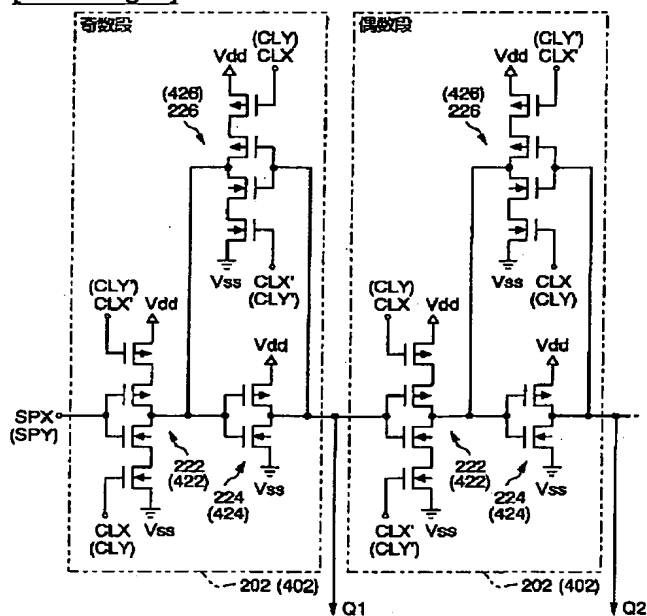 奇数段
偶数段
(CLY)
CLX
(CLY')
CLX'
Vdd
Vdd
(426)
226
(426)
226
Vss
CLX'
(CLY')
Vss
CLX
(CLY)
(CLY')
CLX'
Vdd
Vdd
(CLY)
CLX
Vdd
Vdd
SPX
(SPY)
222
(422)
224
(424)
Vss
222
(422)
224
(424)
Vss
CLX
(CLY)
Vss
CLX'
(CLY')
Vss
202 (402)
202 (402)
Q1
Q2